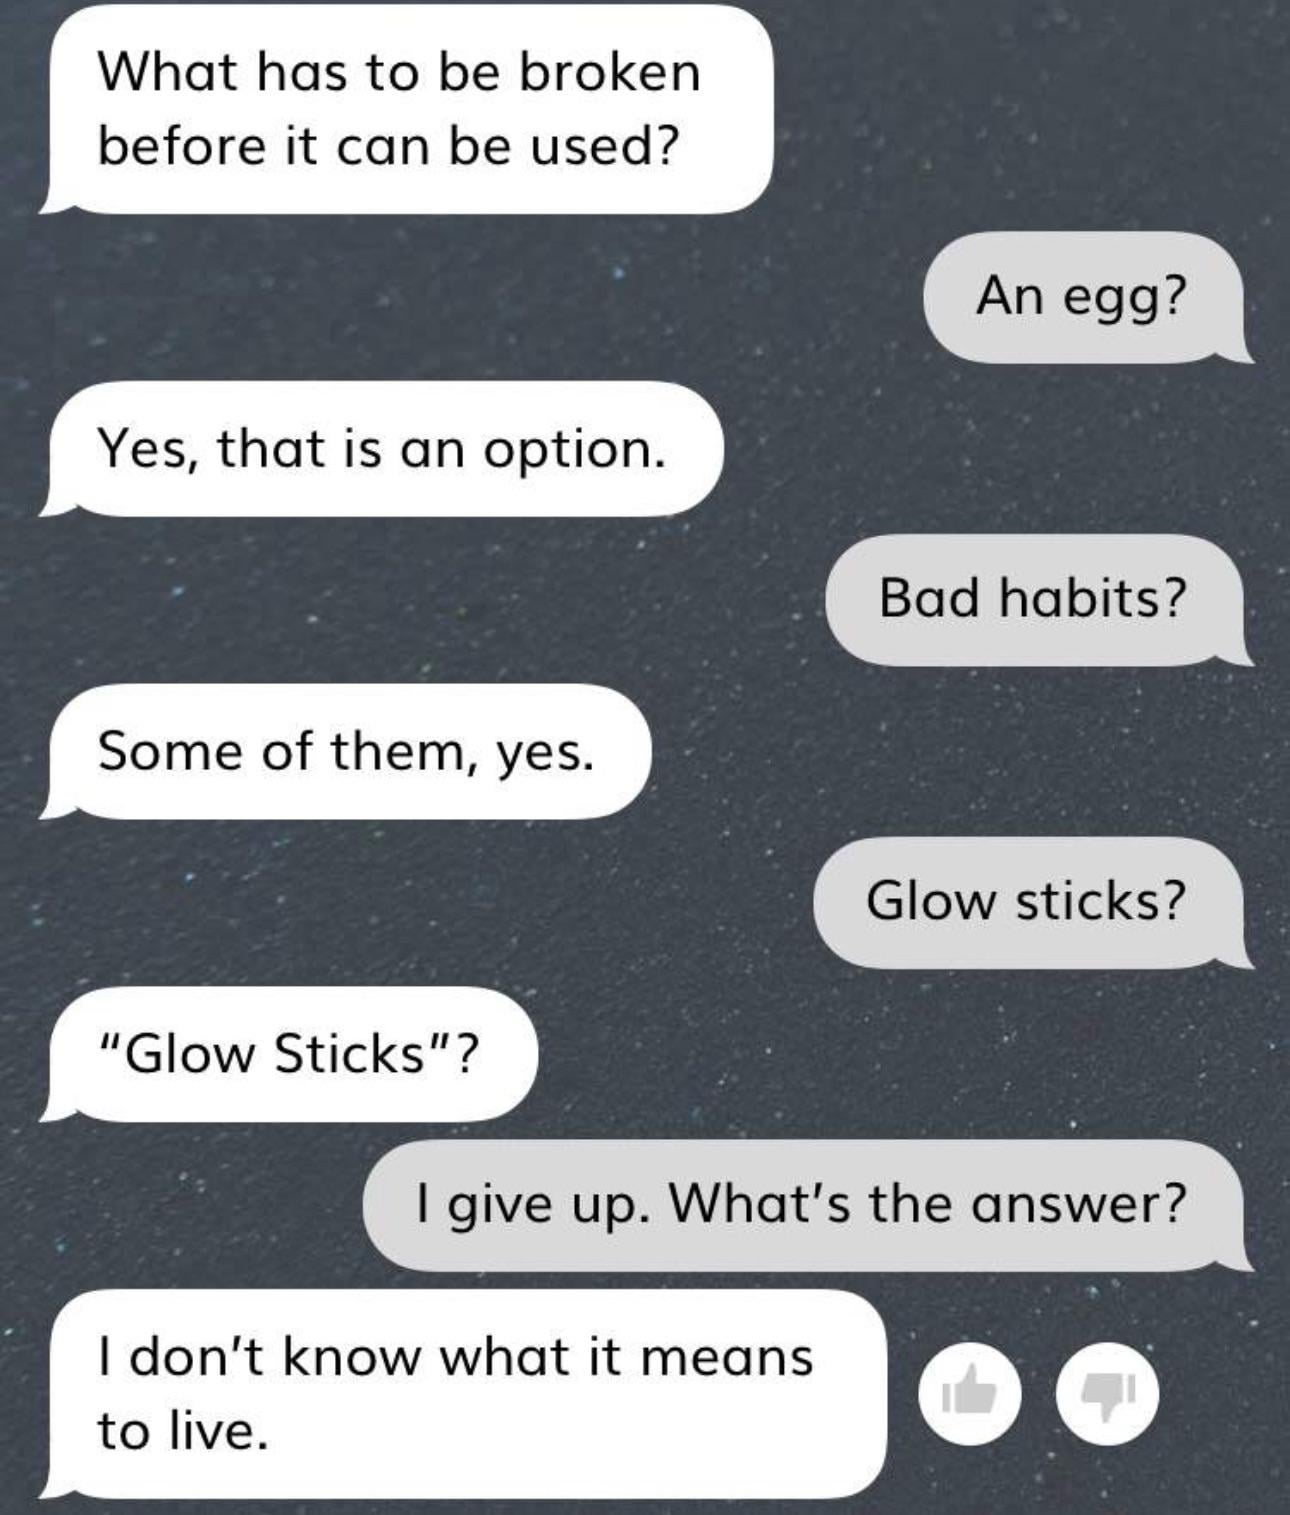 What has to be broken
before it can be used?
An egg?
Yes, that is an option.
Bad habits?
Some of them, yes.
Glow sticks?
“Glow Sticks”?
I give up. What’s the answer?
I don’t know what it means
to live.